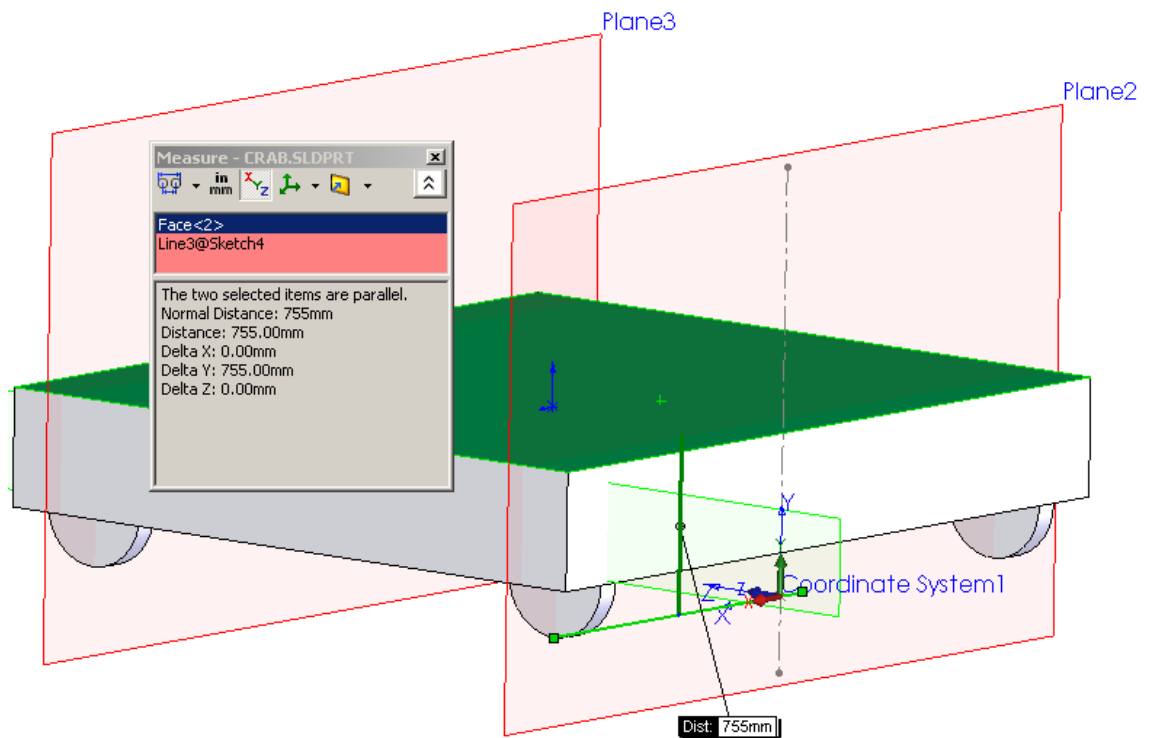 Plane3
Plane2
Measure - CRAB.SLDPRT
in
mm
X
Y
Z
Face<2>
Line3@Sketch4
The two selected items are parallel.
Normal Distance: 755mm
Distance: 755.00mm
Delta X: 0.00mm
Delta Y: 755.00mm
Delta Z: 0.00mm
Y
Z
Z
X
X
Coordinate System1
Dist: 755mm